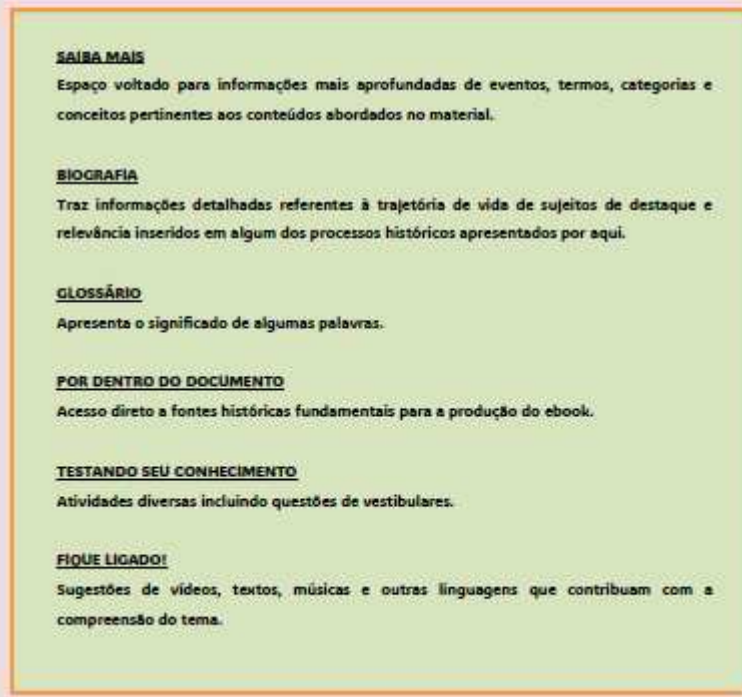 SAIBA MAIS
Espaço voltado para informações mais aprofundadas de eventos, termos, categorias e
conceitos pertinentes aos conteúdos abordados no material.
BIOGRAFIA
Traz informações detalhadas referentes à trajetória de vida de sujeitos de destaque e
relevância inseridos em algum dos processos históricos apresentados por aqui.
GLOSSÁRIO
Apresenta o significado de algumas palavras.
POR DENTRO DO DOCUMENTO
Acesso direto a fontes históricas fundamentais para a produção do ebook.
TESTANDO SEU CONHECIMENTO
Atividades diversas incluindo questões de vestibulares.
FIQUE LIGADO!
Sugestões de vídeos, textos, músicas e outras linguagens que contribuam com a
compreensão do tema.